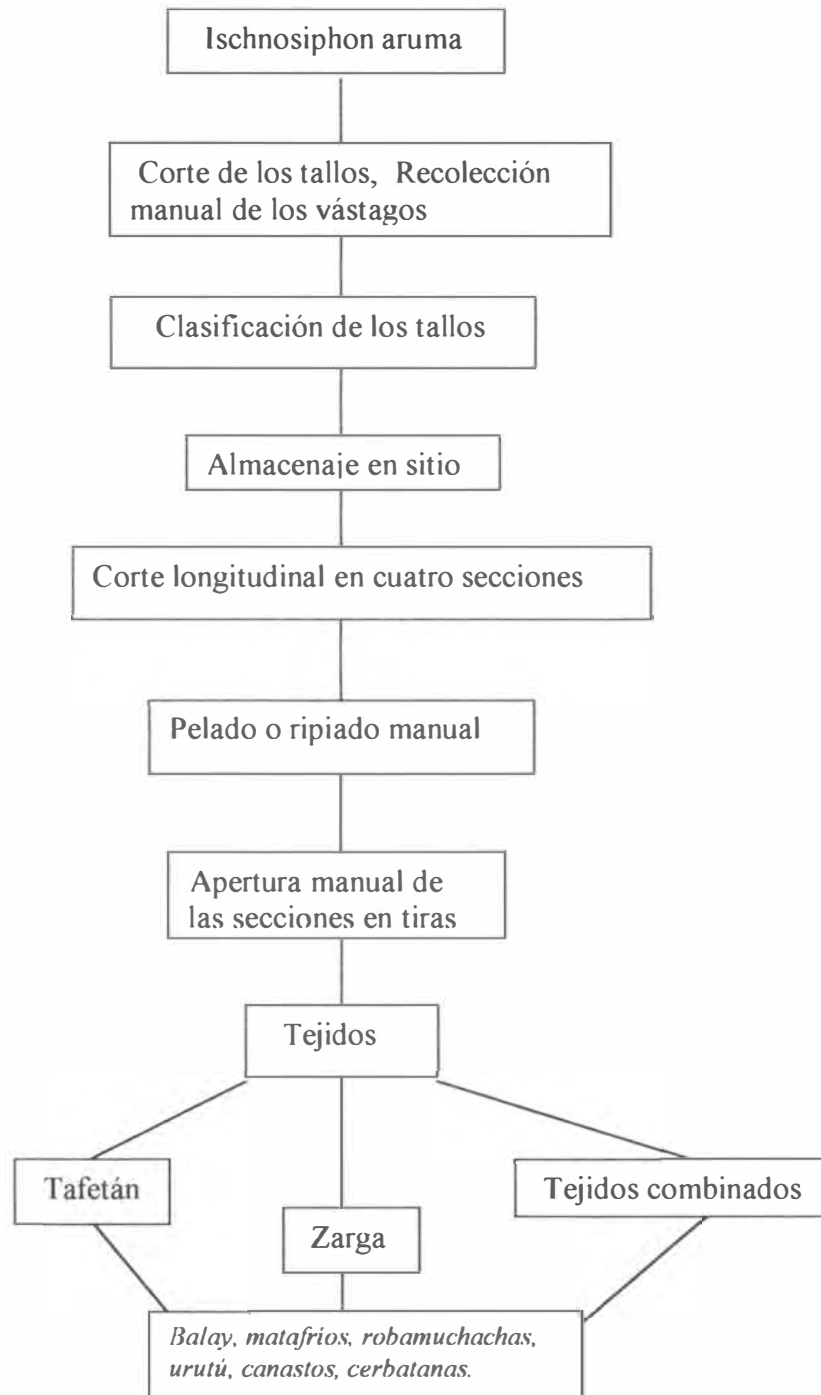 Ischnosiphon aruma
Corte de los tallos, Recolección
manual de los vástagos
Clasificación de los tallos
Almacenaje en sitio
Corte longitudinal en cuatro secciones
Pelado o ripiado manual
Apertura manual de
las secciones en tiras
Tejidos
Tafetán
Zarga
Tejidos combinados
Balay, matafríos, robamuchachas,
urutú, canastos, cerbatanas.